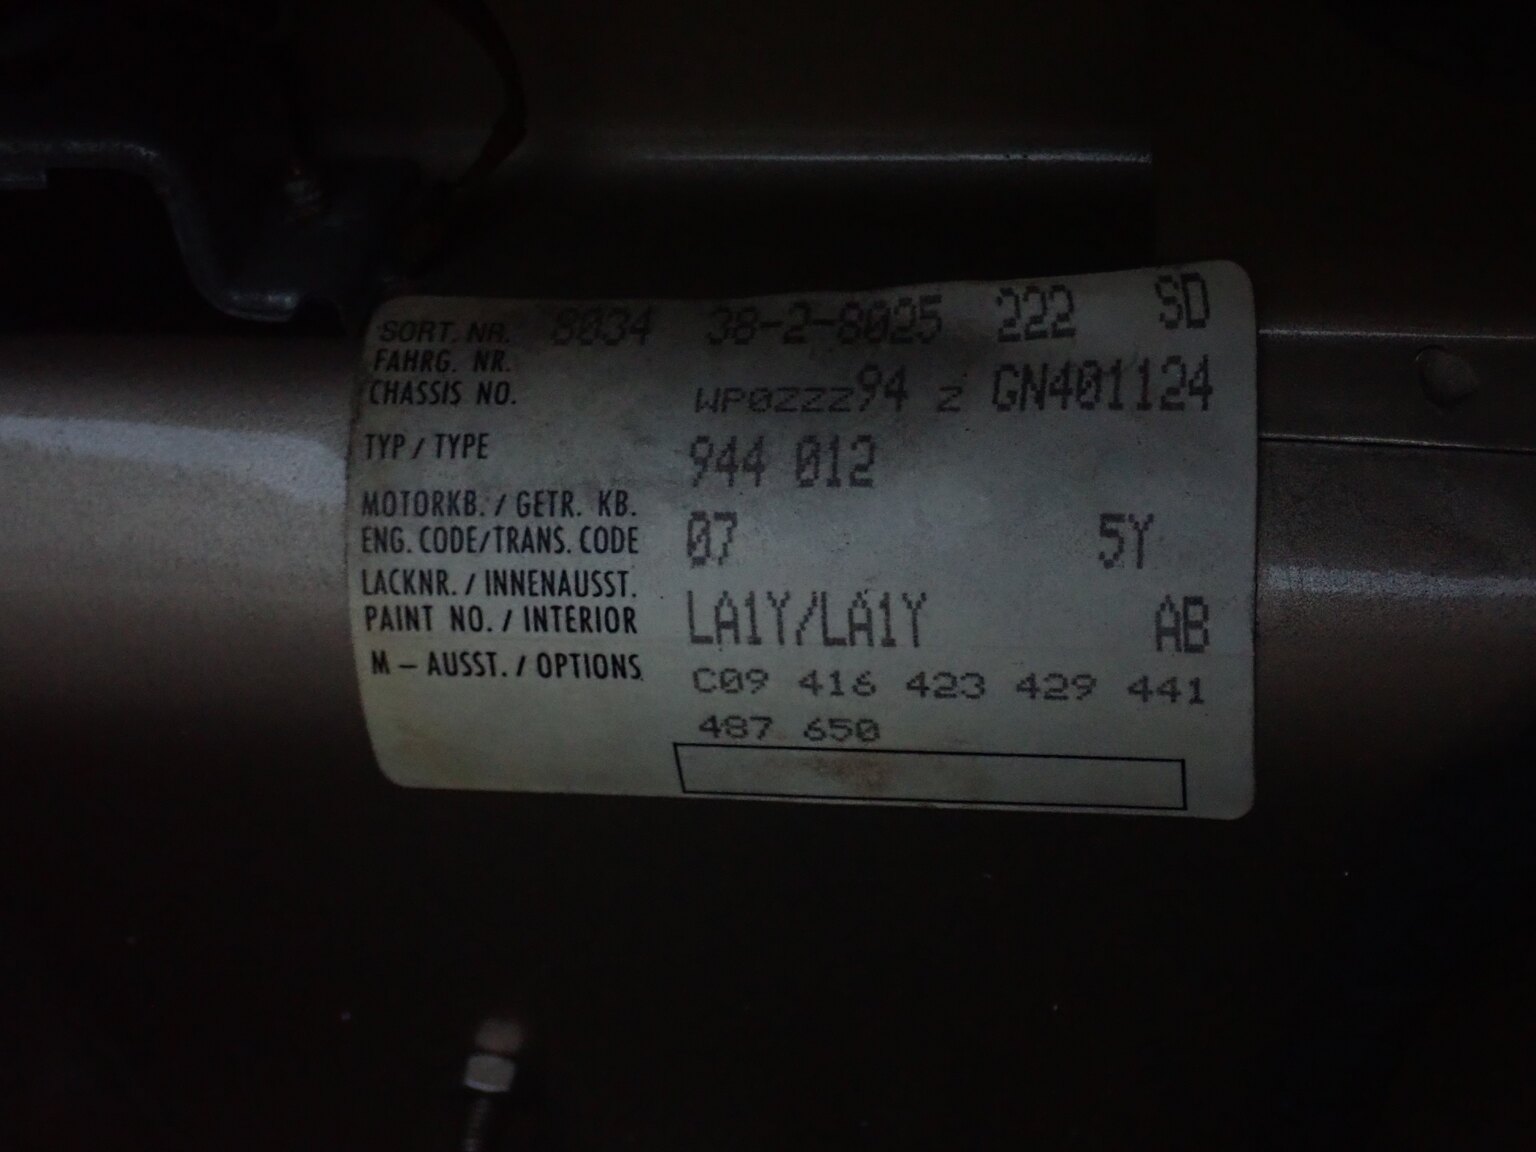 SORT. NR. 8034 38-2-8025 222 SD
FAHRG. NR.
CHASSIS NO. WP0ZZZ94 Z GN401124
TYP / TYPE 944 012
MOTORKB. / GETR. KB.
ENG. CODE/TRANS. CODE 07 5Y
LACKNR. / INNENAUSST.
PAINT NO. / INTERIOR LA1Y/LA1Y AB
M – AUSST. / OPTIONS C09 416 423 429 441
487 650